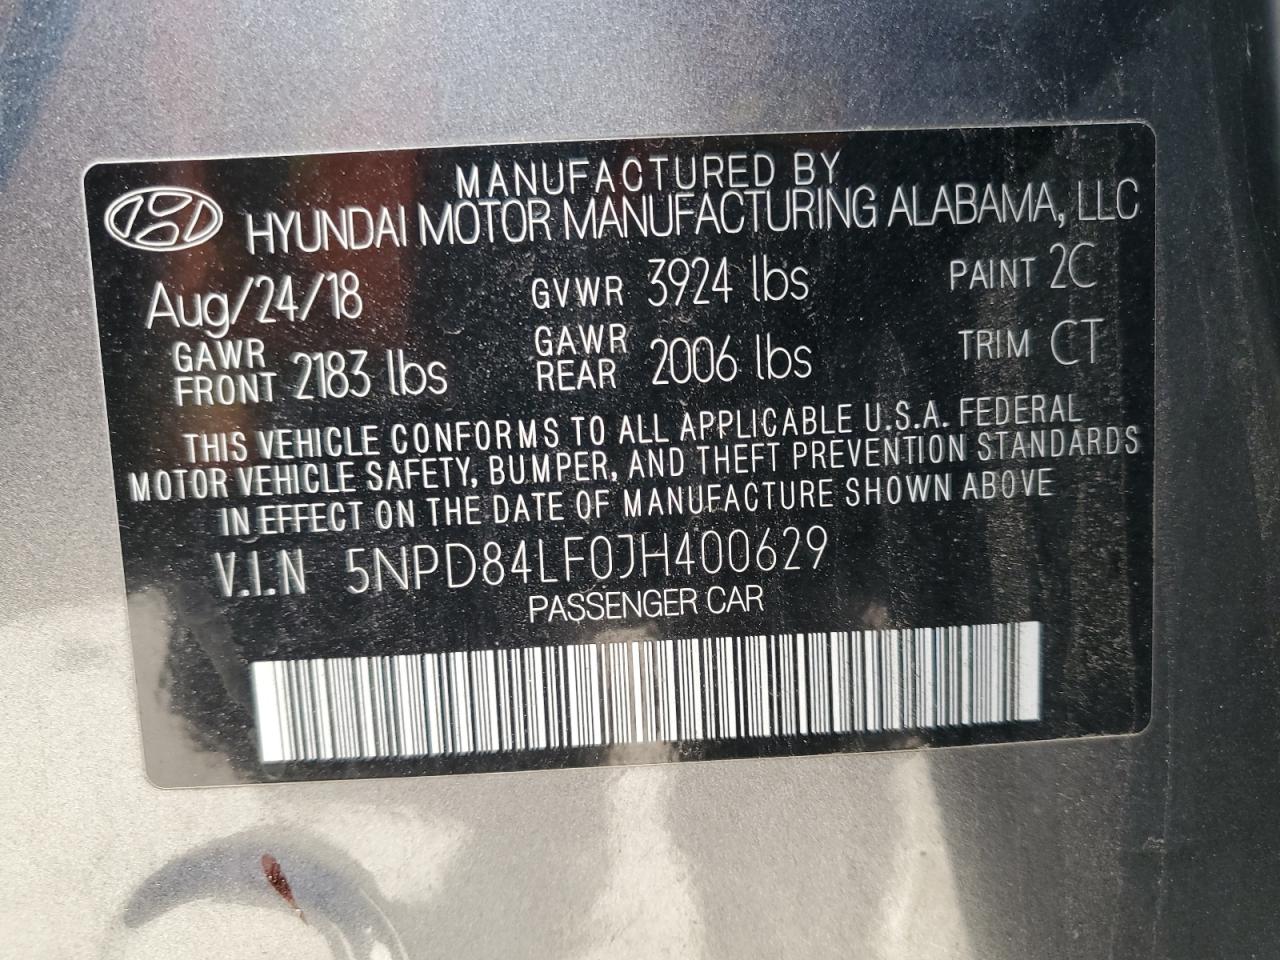 MANUFACTURED BY
HYUNDAI MOTOR MANUFACTURING ALABAMA, LLC
Aug/24/18 GVWR 3924 lbs PAINT 2C
GAWR FRONT 2183 lbs GAWR REAR 2006 lbs TRIM CT
THIS VEHICLE CONFORMS TO ALL APPLICABLE U.S.A. FEDERAL
MOTOR VEHICLE SAFETY, BUMPER, AND THEFT PREVENTION STANDARDS
IN EFFECT ON THE DATE OF MANUFACTURE SHOWN ABOVE
V.I.N 5NPD84LF0JH400629
PASSENGER CAR